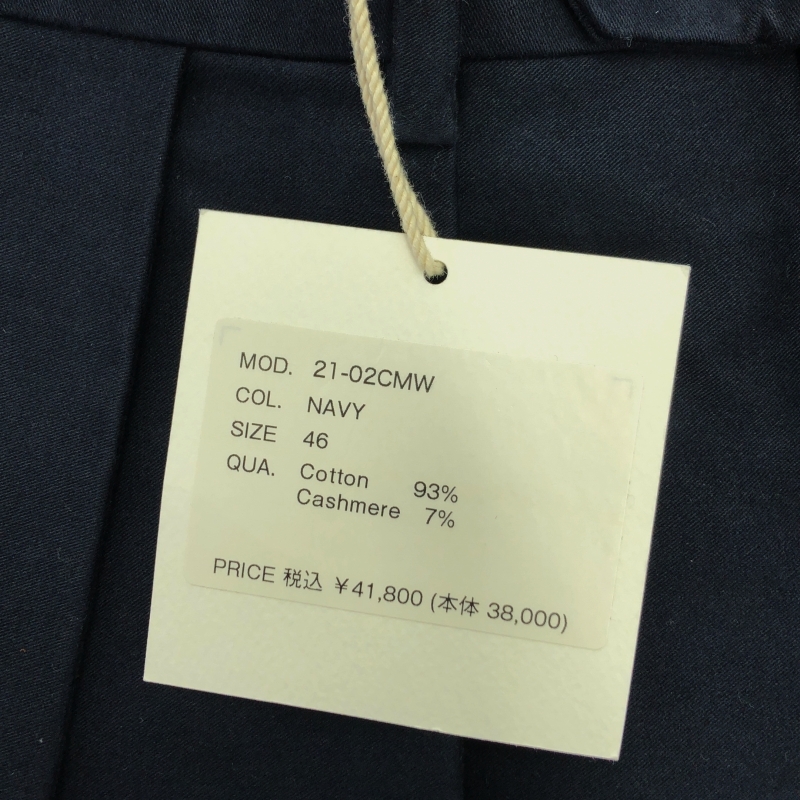 MOD. 21-02CMW
COL. NAVY
SIZE 46
QUA. Cotton 93%
Cashmere 7%
PRICE 税込 ¥41,800 (本体 38,000)